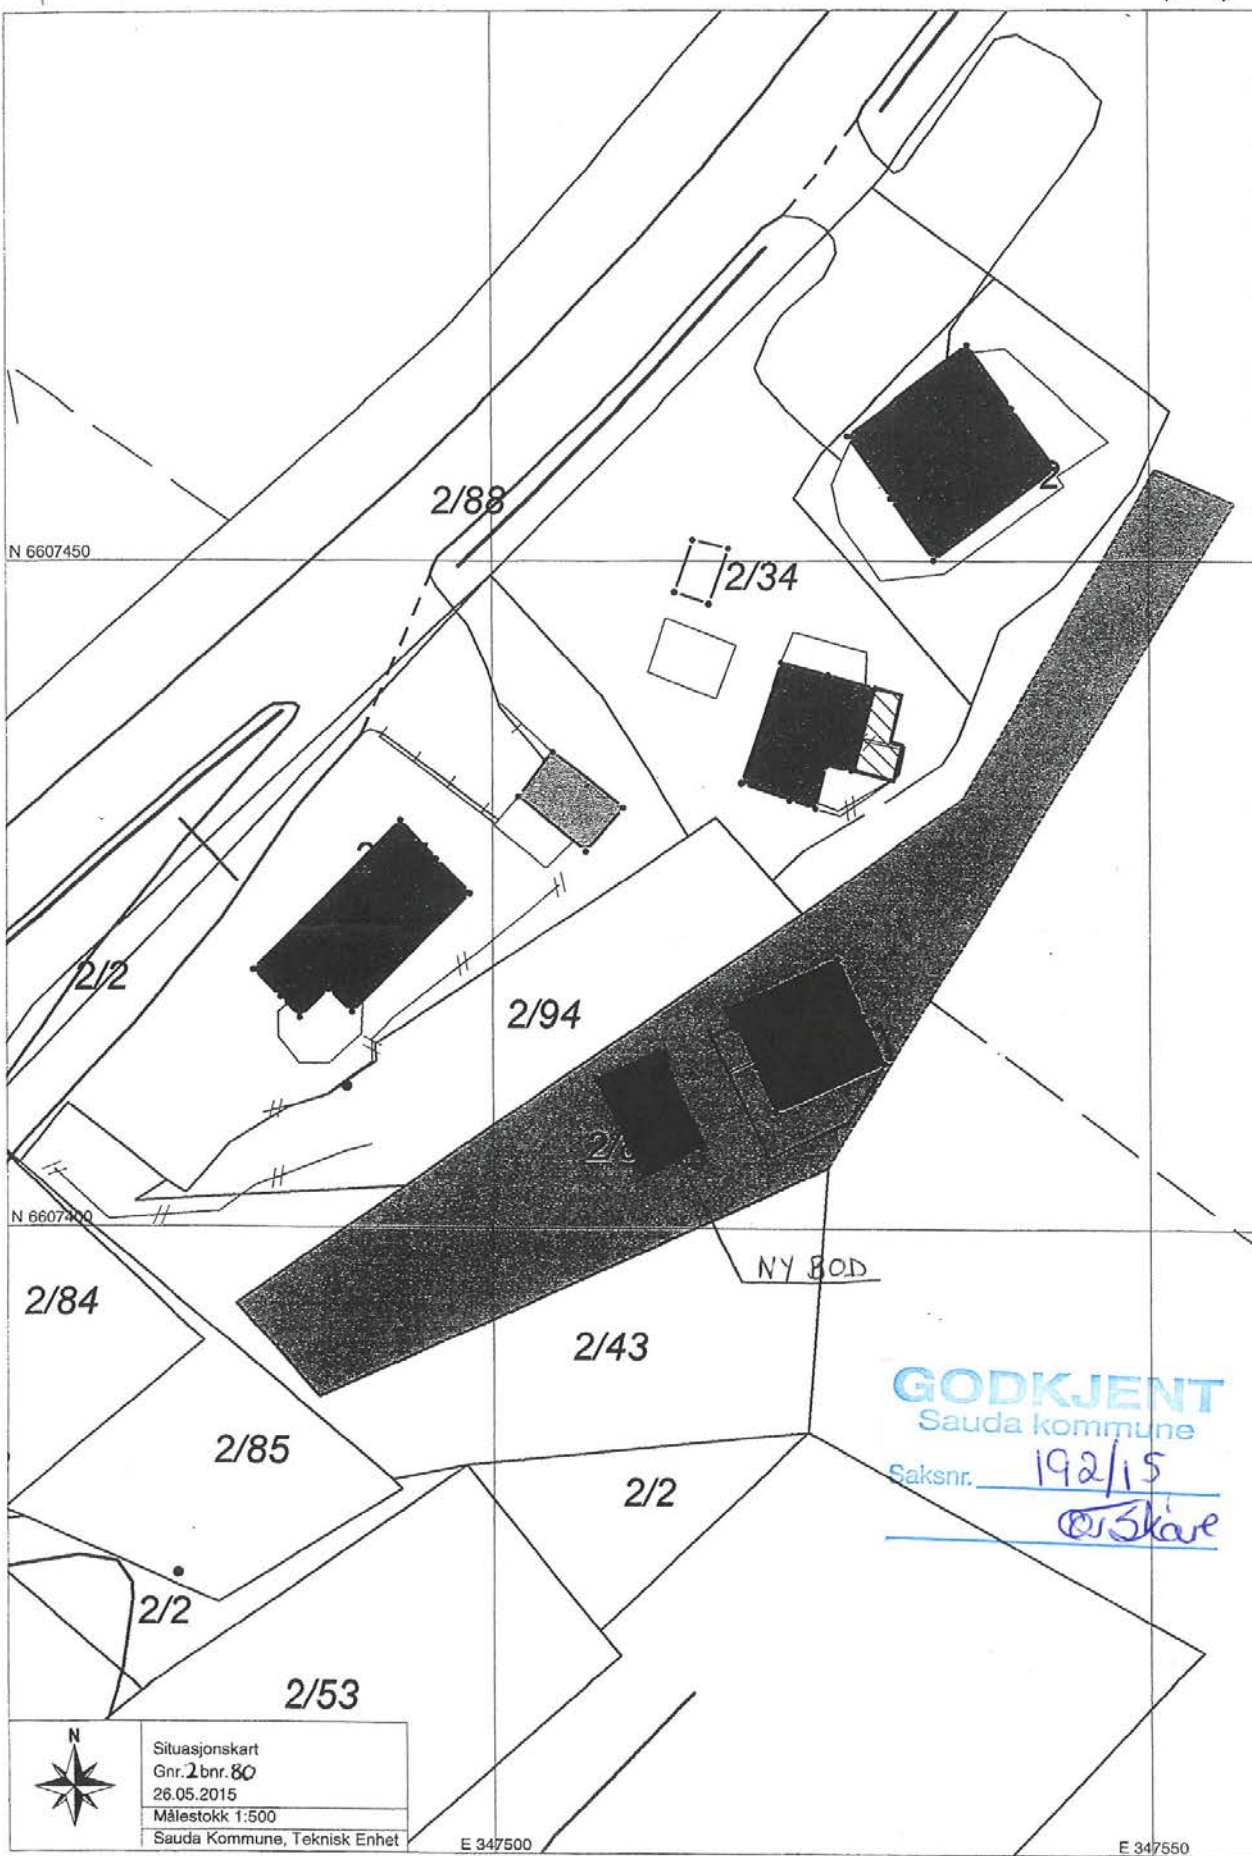 2/88
N 6607450
2/34
2
2/2
2/94
N 6607400
NY BOD
2/84
2/43
GODKJENT
Sauda kommune
Saksnr. 192/15
2/85
2/2
2/2
2/53
N
Situasjonskart
Gnr. 2 bnr. 80
26.05.2015
Målestokk 1:500
Sauda Kommune, Teknisk Enhet
E 347500
E 347550